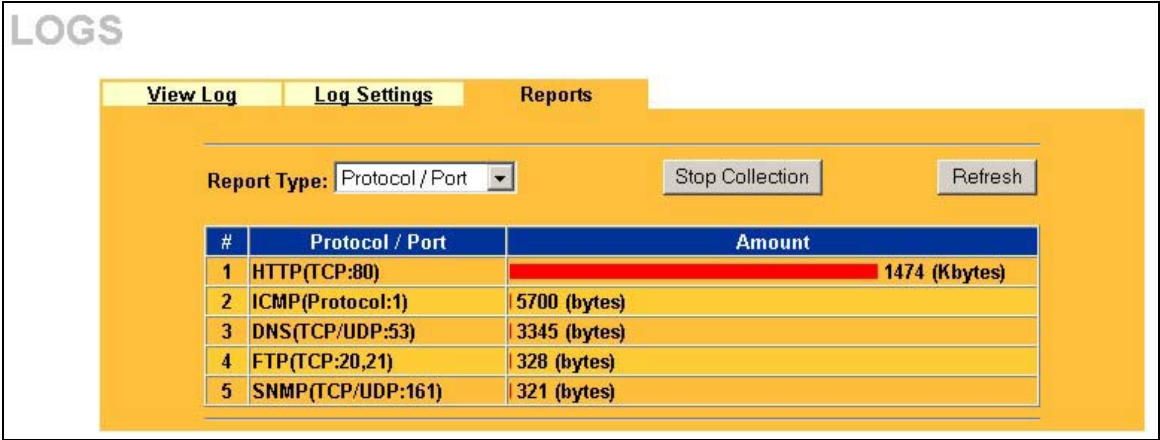 LOGS
View Log Log Settings Reports
Report Type: Protocol / Port Stop Collection Refresh
# Protocol / Port Amount
1 HTTP(TCP:80) 1474 (Kbytes)
2 ICMP(Protocol:1) 5700 (bytes)
3 DNS(TCP/UDP:53) 3345 (bytes)
4 FTP(TCP:20,21) 328 (bytes)
5 SNMP(TCP/UDP:161) 321 (bytes)